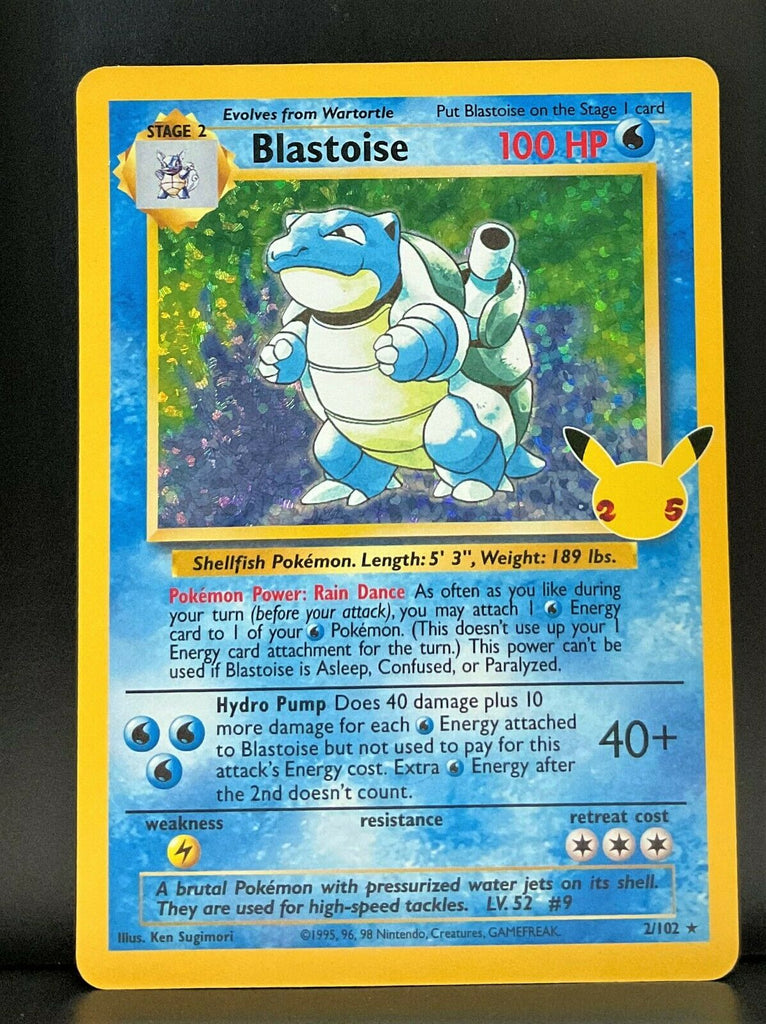 Evolves from Wartortle Put Blastoise on the Stage 1 card
STAGE 2
Blastoise 100 HP
2 5
Shellfish Pokémon. Length: 5' 3", Weight: 189 lbs.
Pokémon Power: Rain Dance As often as you like during
your turn (before your attack), you may attach 1 Energy
card to 1 of your Pokémon. (This doesn't use up your 1
Energy card attachment for the turn.) This power can't be
used if Blastoise is Asleep, Confused, or Paralyzed.
Hydro Pump Does 40 damage plus 10
more damage for each Energy attached
to Blastoise but not used to pay for this
attack's Energy cost. Extra Energy after
the 2nd doesn't count.
40+
weakness resistance retreat cost
A brutal Pokémon with pressurized water jets on its shell.
They are used for high-speed tackles. LV. 52 #9
Illus. Ken Sugimori ©1995, 96, 98 Nintendo, Creatures, GAMEFREAK. 2/102 ★